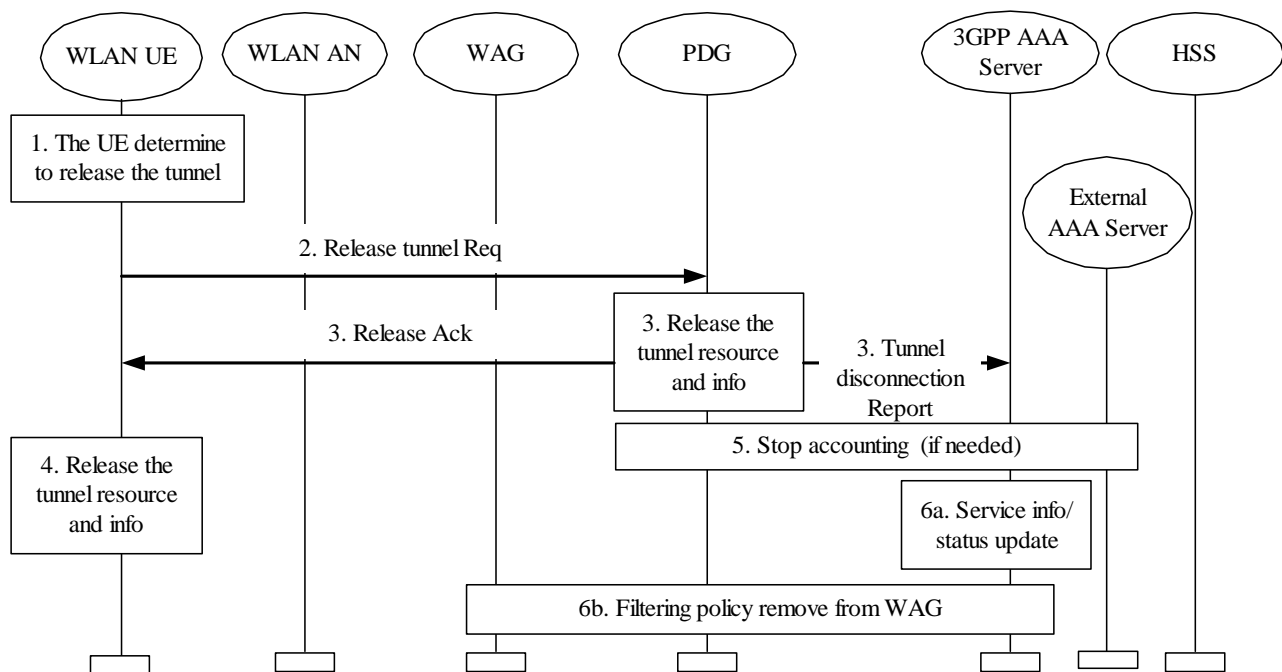 WLAN UE
WLAN AN
WAG
PDG
3GPP AAA
Server
HSS
1. The UE determine
to release the tunnel
External
AAA Server
2. Release tunnel Req
3. Release Ack
3. Release the
tunnel resource
and info
3. Tunnel
disconnection
Report
4. Release the
tunnel resource
and info
5. Stop accounting (if needed)
6a. Service info/
status update
6b. Filtering policy remove from WAG